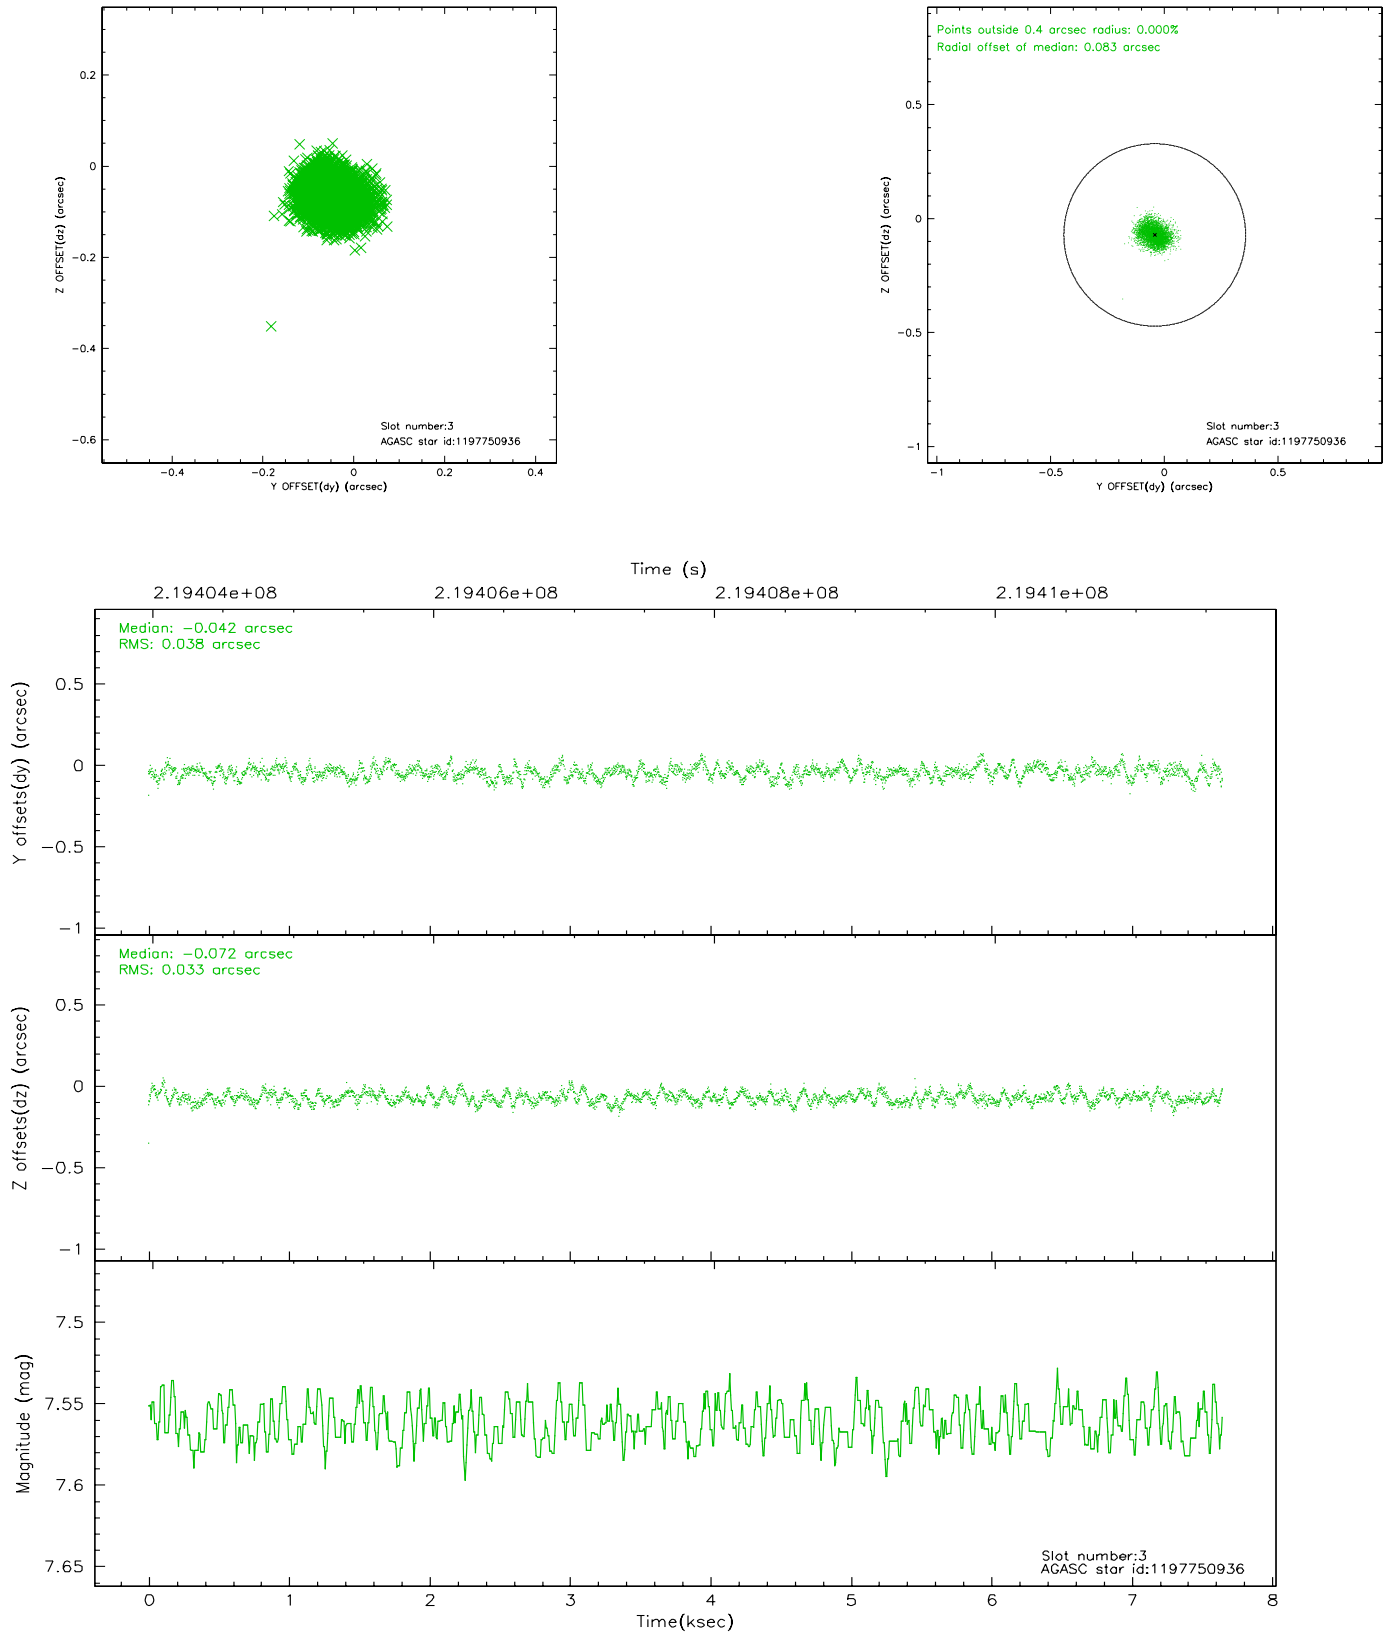 0.2
0
−0.2
−0.4
−0.6
Z OFFSET(dz) (arcsec)
Slot number:3
AGASC star id:1197750936
−0.4
−0.2
0
0.2
0.4
Y OFFSET(dy) (arcsec)
Points outside 0.4 arcsec radius: 0.000%
Radial offset of median: 0.083 arcsec
0.5
0
−0.5
−1
Z OFFSET(dz) (arcsec)
Slot number:3
AGASC star id:1197750936
−1
−0.5
0
0.5
Y OFFSET(dy) (arcsec)
Time (s)
2.19404e+08
2.19406e+08
2.19408e+08
2.1941e+08
Median: −0.042 arcsec
RMS: 0.038 arcsec
0.5
0
−0.5
−1
Y offsets(dy) (arcsec)
Median: −0.072 arcsec
RMS: 0.033 arcsec
0.5
0
−0.5
−1
Z offsets(dz) (arcsec)
7.5
7.55
7.6
7.65
Magnitude (mag)
Slot number:3
AGASC star id:1197750936
0
1
2
3
4
5
6
7
8
Time(ksec)